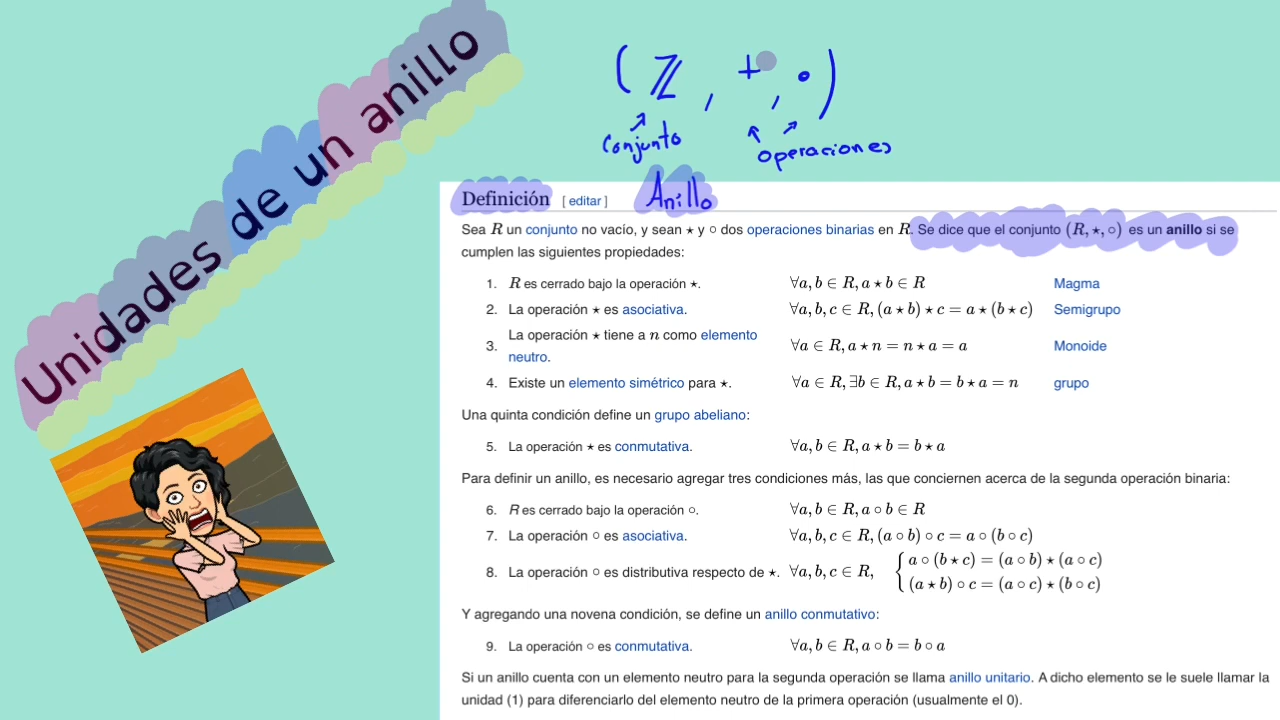 Unidades de un anillo
(ℤ, +, •)
Conjunto
operaciones
Anillo
Definición [ editar ]
Sea R un conjunto no vacío, y sean ⋆ y ∘ dos operaciones binarias en R. Se dice que el conjunto (R, ⋆, ∘) es un anillo si se
cumplen las siguientes propiedades:
1. R es cerrado bajo la operación ⋆. ∀a, b ∈ R, a ⋆ b ∈ R Magma
2. La operación ⋆ es asociativa. ∀a, b, c ∈ R, (a ⋆ b) ⋆ c = a ⋆ (b ⋆ c) Semigrupo
3. La operación ⋆ tiene a n como elemento
neutro. ∀a ∈ R, a ⋆ n = n ⋆ a = a Monoide
4. Existe un elemento simétrico para ⋆. ∀a ∈ R, ∃b ∈ R, a ⋆ b = b ⋆ a = n grupo
Una quinta condición define un grupo abeliano:
5. La operación ⋆ es conmutativa. ∀a, b ∈ R, a ⋆ b = b ⋆ a
Para definir un anillo, es necesario agregar tres condiciones más, las que conciernen acerca de la segunda operación binaria:
6. R es cerrado bajo la operación ∘. ∀a, b ∈ R, a ∘ b ∈ R
7. La operación ∘ es asociativa. ∀a, b, c ∈ R, (a ∘ b) ∘ c = a ∘ (b ∘ c)
8. La operación ∘ es distributiva respecto de ⋆. ∀a, b, c ∈ R, { a ∘ (b ⋆ c) = (a ∘ b) ⋆ (a ∘ c)
(a ⋆ b) ∘ c = (a ∘ c) ⋆ (b ∘ c)
Y agregando una novena condición, se define un anillo conmutativo:
9. La operación ∘ es conmutativa. ∀a, b ∈ R, a ∘ b = b ∘ a
Si un anillo cuenta con un elemento neutro para la segunda operación se llama anillo unitario. A dicho elemento se le suele llamar la
unidad (1) para diferenciarlo del elemento neutro de la primera operación (usualmente el 0).